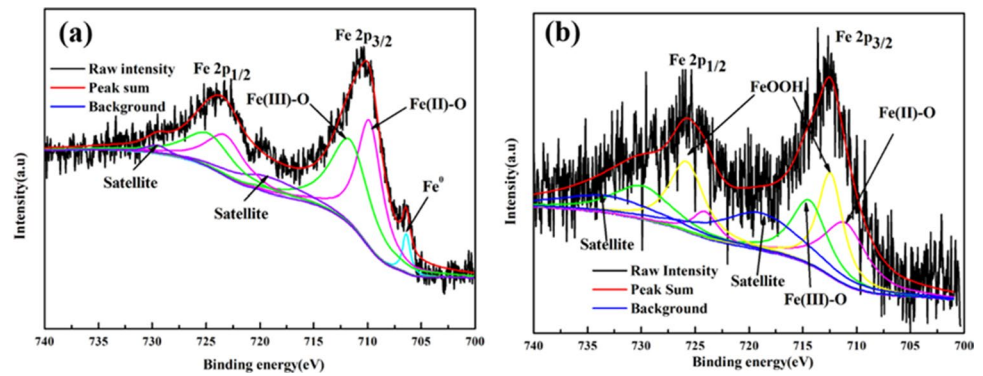 (a)
Fe 2p3/2
Raw intensity
Peak sum
Background
Fe 2p1/2
Fe(III)-O
Fe(II)-O
Satellite
Satellite
Fe0
Intensity(a.u)
740 735 730 725 720 715 710 705 700
Binding energy(eV)
(b)
Fe 2p3/2
Fe 2p1/2
FeOOH
Fe(II)-O
Satellite
Satellite
Fe(III)-O
Raw Intensity
Peak Sum
Background
Intensity(a.u)
740 735 730 725 720 715 710 705 700
Binding energy(eV)